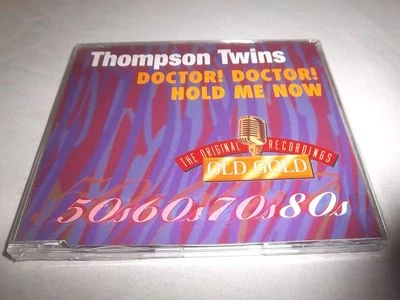 Thompson Twins
DOCTOR! DOCTOR!
HOLD ME NOW
THE ORIGINAL RECORDINGS
OLD GOLD
50s60s70s80s